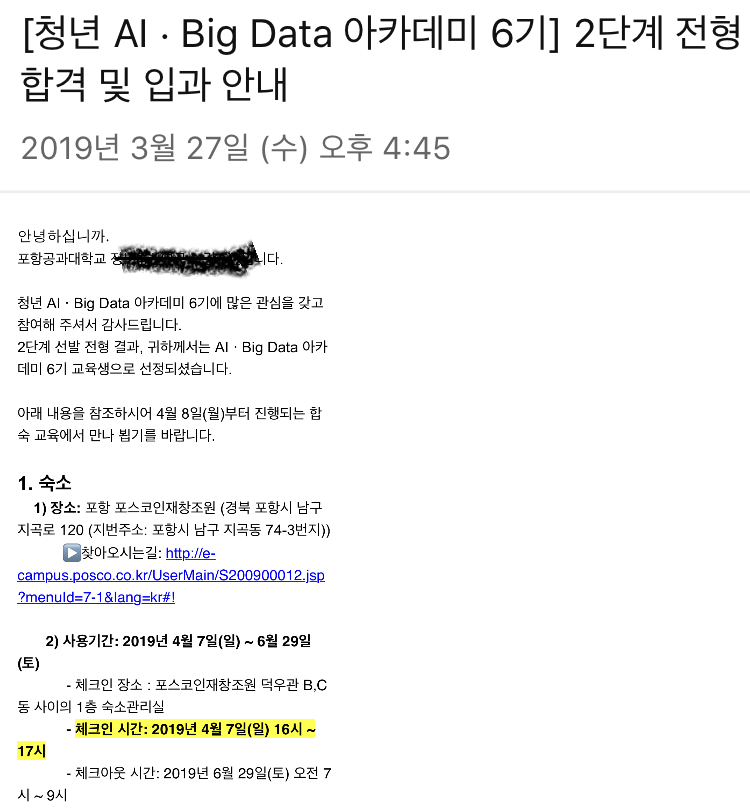 [청년 AI · Big Data 아카데미 6기] 2단계 전형
합격 및 입과 안내
2019년 3월 27일 (수) 오후 4:45
안녕하십니까.
포항공과대학교 니다.
청년 AI · Big Data 아카데미 6기에 많은 관심을 갖고
참여해 주셔서 감사드립니다.
2단계 선발 전형 결과, 귀하께서는 AI · Big Data 아카
데미 6기 교육생으로 선정되셨습니다.
아래 내용을 참조하시어 4월 8일(월)부터 진행되는 합
숙 교육에서 만나 뵙기를 바랍니다.
1. 숙소
1) 장소: 포항 포스코인재창조원 (경북 포항시 남구
지곡로 120 (지번주소: 포항시 남구 지곡동 74-3번지))
▶찾아오시는길: http://e-
campus.posco.co.kr/UserMain/S200900012.jsp
?menuId=7-1&lang=kr#!
2) 사용기간: 2019년 4월 7일(일) ~ 6월 29일
(토)
- 체크인 장소 : 포스코인재창조원 덕우관 B,C
동 사이의 1층 숙소관리실
- 체크인 시간: 2019년 4월 7일(일) 16시 ~
17시
- 체크아웃 시간: 2019년 6월 29일(토) 오전 7
시 ~ 9시